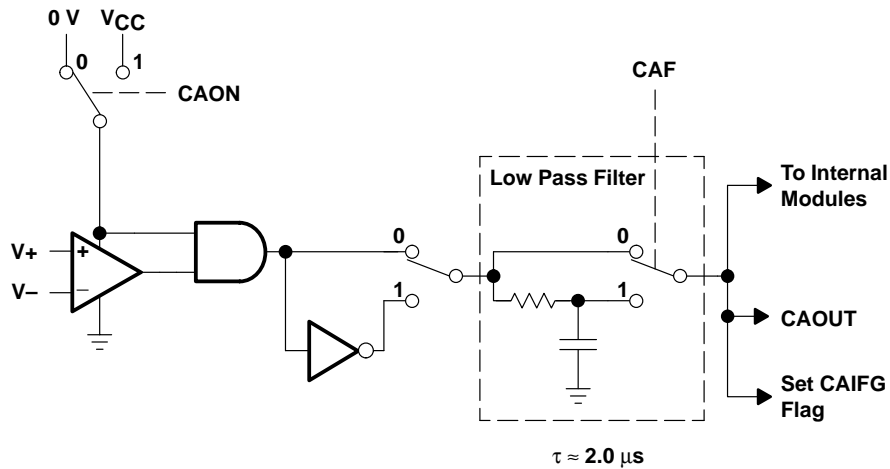 0 V
VCC
0
1
CAON
CAF
Low Pass Filter
To Internal
Modules
V+
+
V−
−
0
1
0
1
CAOUT
Set CAIFG
Flag
τ ≈ 2.0 μs